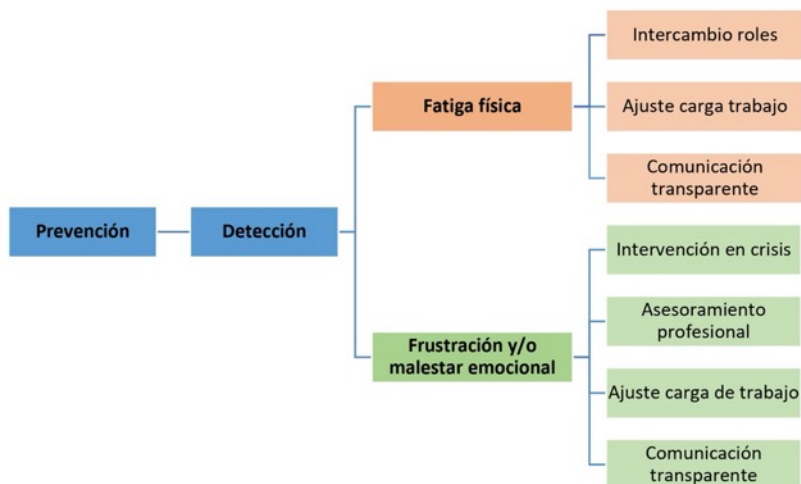 Prevención
Detección
Fatiga física
Intercambio roles
Ajuste carga trabajo
Comunicación
transparente
Frustración y/o
malestar emocional
Intervención en crisis
Asesoramiento
profesional
Ajuste carga de trabajo
Comunicación
transparente